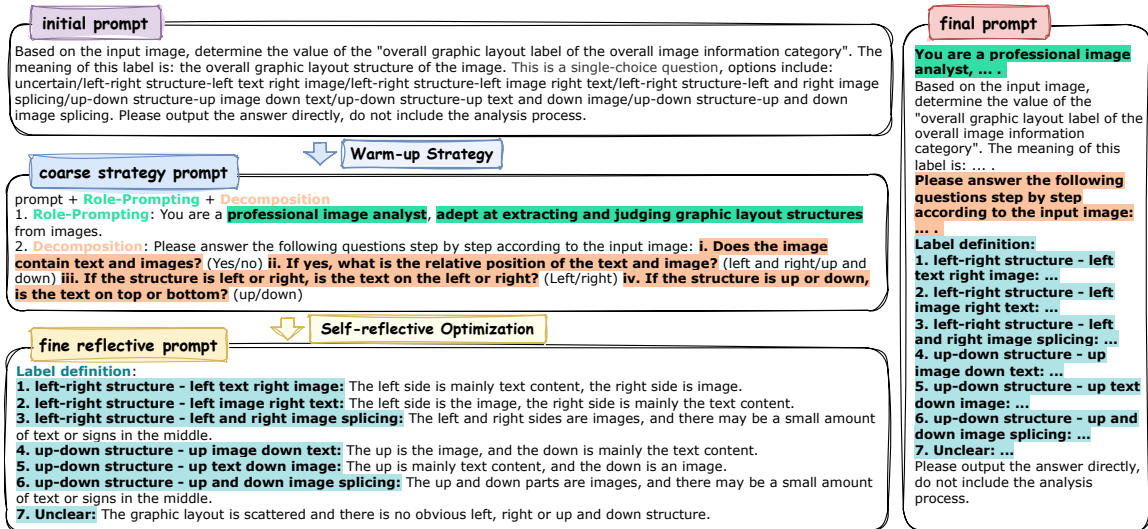 initial prompt
Based on the input image, determine the value of the "overall graphic layout label of the overall image information category". The
meaning of this label is: the overall graphic layout structure of the image. This is a single-choice question, options include:
uncertain/left-right structure-left text right image/left-right structure-left image right text/left-right structure-left and right image
splicing/up-down structure-up image down text/up-down structure-up text and down image/up-down structure-up and down
image splicing. Please output the answer directly, do not include the analysis process.
Warm-up Strategy
coarse strategy prompt
prompt + Role-Prompting + Decomposition
1. Role-Prompting: You are a professional image analyst, adept at extracting and judging graphic layout structures
from images.
2. Decomposition: Please answer the following questions step by step according to the input image: i. Does the image
contain text and images? (Yes/no) ii. If yes, what is the relative position of the text and image? (left and right/up and
down) iii. If the structure is left or right, is the text on the left or right? (Left/right) iv. If the structure is up or down,
is the text on top or bottom? (up/down)
Self-reflective Optimization
fine reflective prompt
Label definition:
1. left-right structure - left text right image: The left side is mainly text content, the right side is image.
2. left-right structure - left image right text: The left side is the image, the right side is mainly the text content.
3. left-right structure - left and right image splicing: The left and right sides are images, and there may be a small amount
of text or signs in the middle.
4. up-down structure - up image down text: The up is the image, and the down is mainly the text content.
5. up-down structure - up text down image: The up is mainly text content, and the down is an image.
6. up-down structure - up and down image splicing: The up and down parts are images, and there may be a small amount
of text or signs in the middle.
7. Unclear: The graphic layout is scattered and there is no obvious left, right or up and down structure.
final prompt
You are a professional image
analyst, ... .
Based on the input image,
determine the value of the
"overall graphic layout label of the
overall image information
category". The meaning of this
label is: ... .
Please answer the following
questions step by step
according to the input image:
... .
Label definition:
1. left-right structure - left
text right image: ...
2. left-right structure - left
image right text: ...
3. left-right structure - left
and right image splicing: ...
4. up-down structure - up
image down text: ...
5. up-down structure - up text
down image: ...
6. up-down structure - up and
down image splicing: ...
7. Unclear: ...
Please output the answer directly,
do not include the analysis
process.